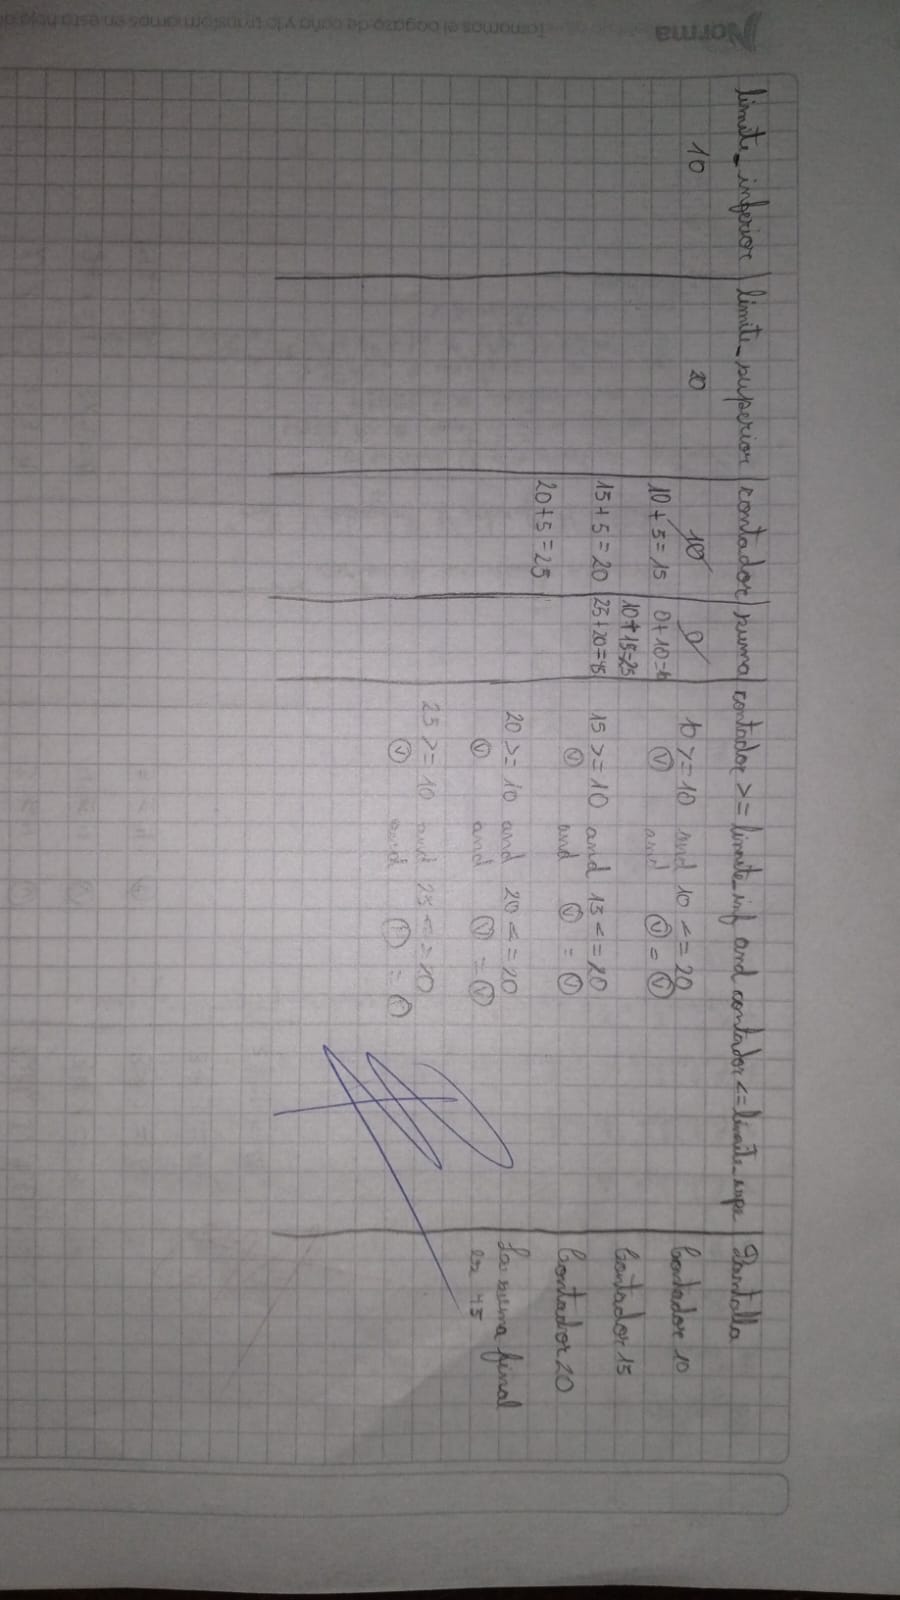 Norma
Tomamos el bagazo de caña y lo transformamos en esta hoja
limite_inferior | limite_superior | contador | suma | contador >= limite_inf and contador <= limite_supe | Pantalla
10 20 10 0 10 >= 10 and 10 <= 20 Contador 10
10+5=15 0+10=10 V and V = V
10+15=25 Contador 15
15+5=20 25+20=45 15 >= 10 and 15 <= 20
V and V = V Contador 20
20+5=25
20 >= 10 and 20 <= 20 La suma final
V and V = V es 45
25 >= 10 and 25 <= 20
V and F = F